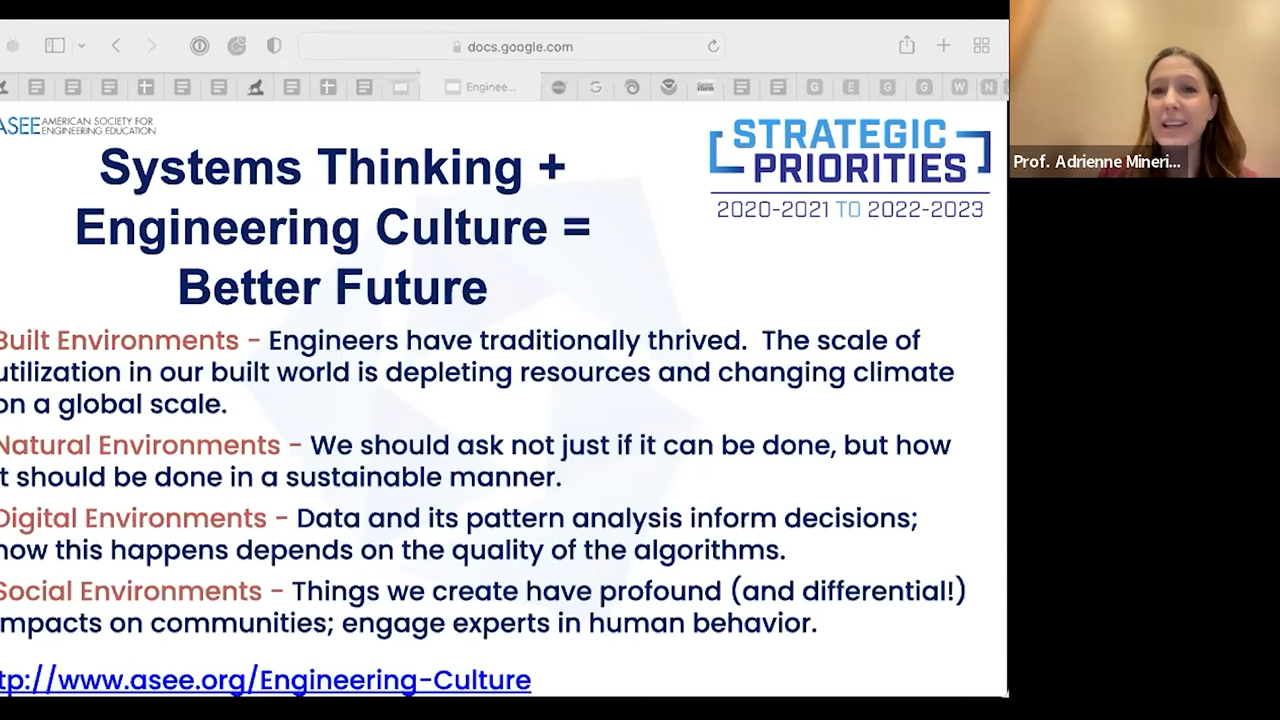 docs.google.com
Enginee...
ASEE AMERICAN SOCIETY FOR
ENGINEERING EDUCATION
STRATEGIC
PRIORITIES
2020-2021 TO 2022-2023
Systems Thinking +
Engineering Culture =
Better Future
Built Environments - Engineers have traditionally thrived. The scale of
utilization in our built world is depleting resources and changing climate
on a global scale.
Natural Environments - We should ask not just if it can be done, but how
it should be done in a sustainable manner.
Digital Environments - Data and its pattern analysis inform decisions;
how this happens depends on the quality of the algorithms.
Social Environments - Things we create have profound (and differential!)
impacts on communities; engage experts in human behavior.
tp://www.asee.org/Engineering-Culture
Prof. Adrienne Mineri...